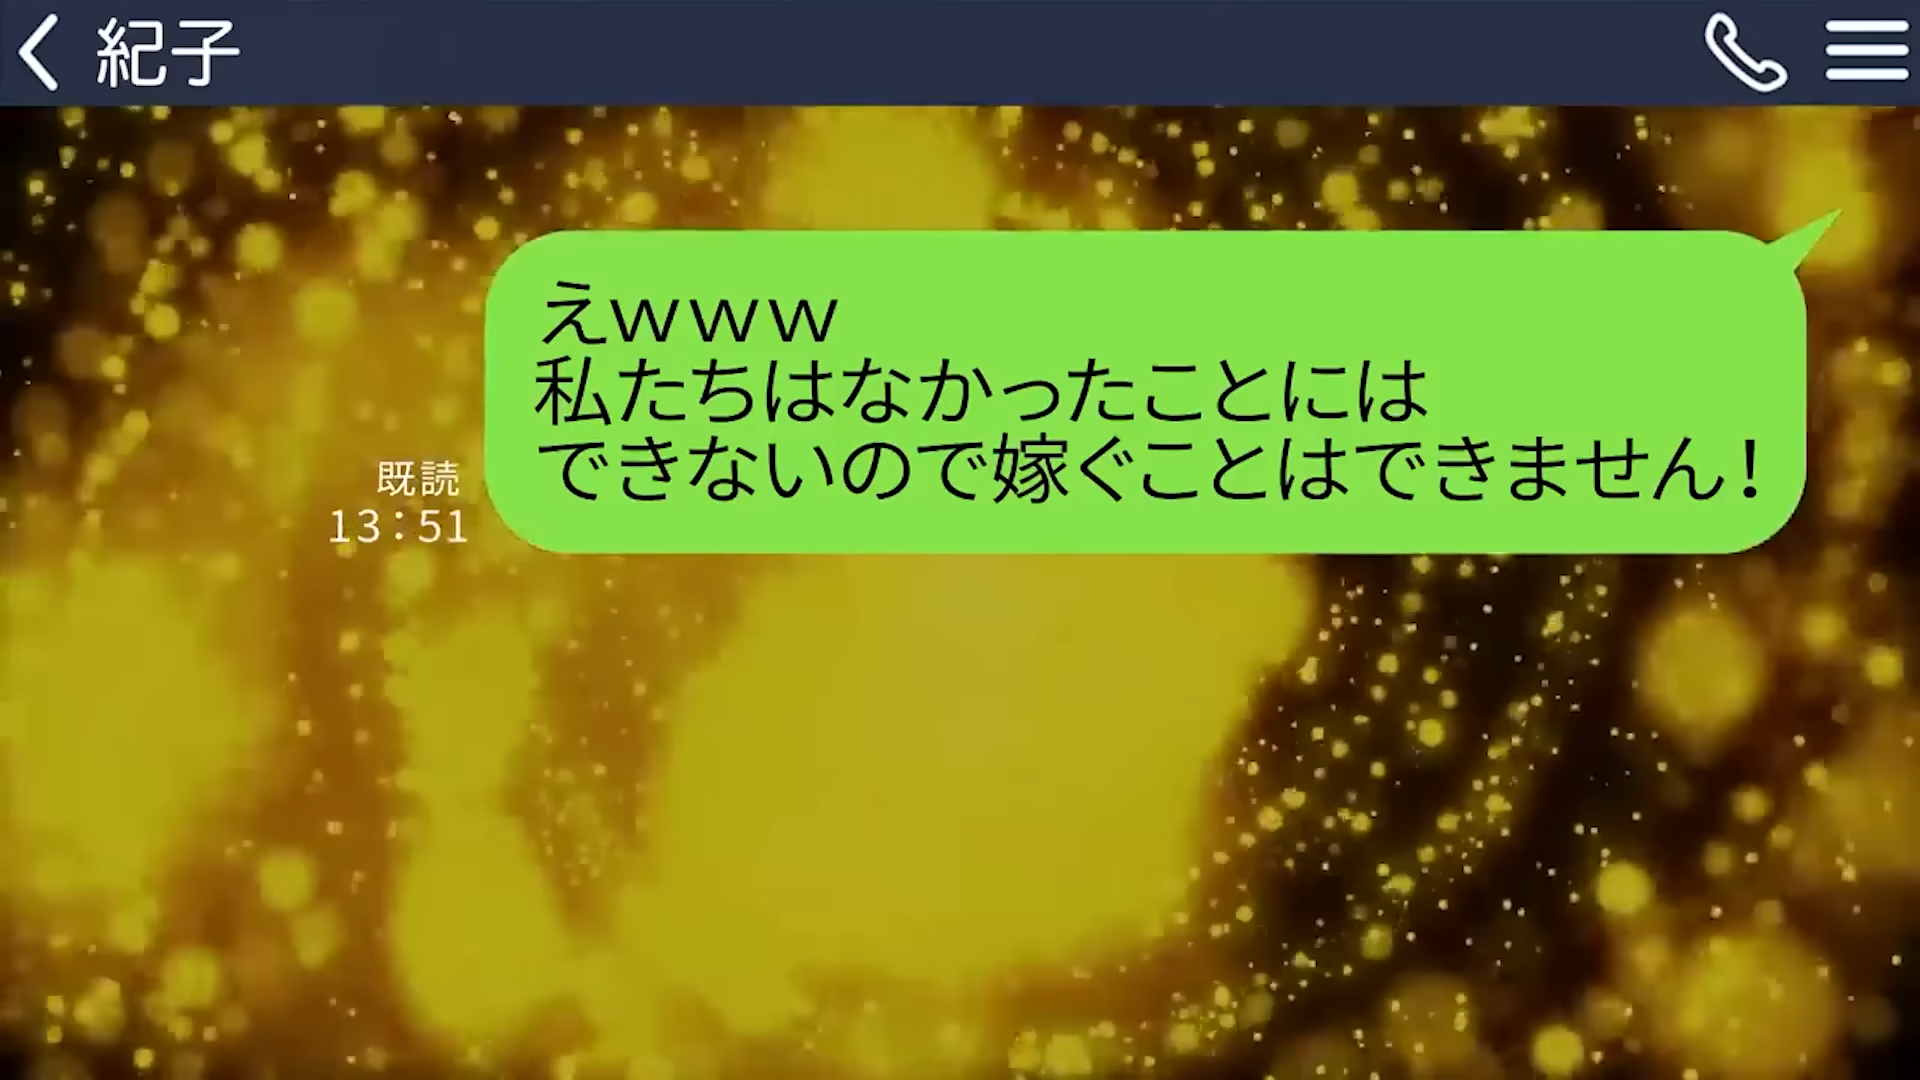 紀子
えｗｗｗ
私たちはなかったことには
できないので嫁ぐことはできません！
既読
13：51